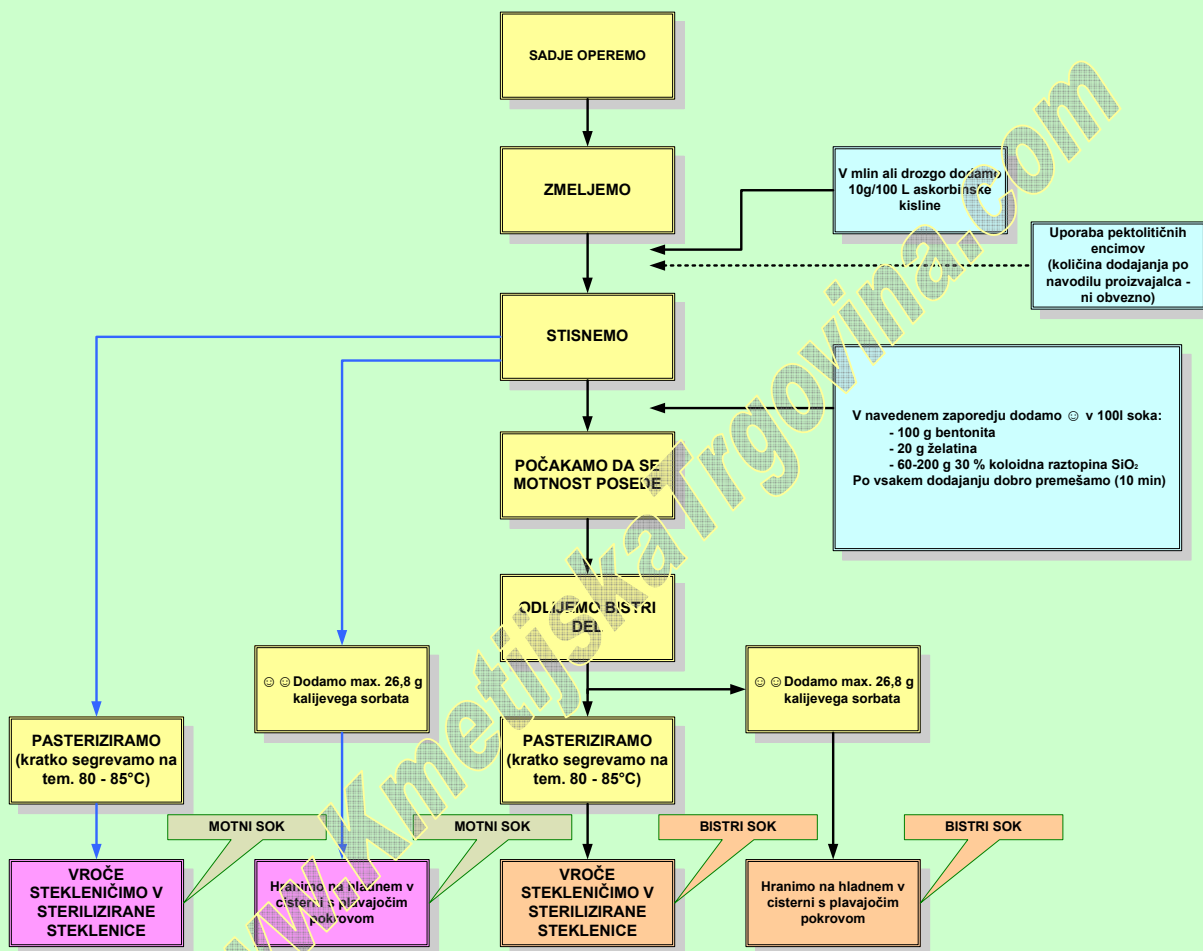 SADJE OPEREMO
ZMELJEMO
V mlin ali drozgo dodamo
10g/100 L askorbinske
kisline
Uporaba pektolitičnih
encimov
(količina dodajanja po
navodilu proizvajalca -
ni obvezno)
STISNEMO
V navedenem zaporedju dodamo ☺ v 100l soka:
- 100 g bentonita
- 20 g želatina
- 60-200 g 30 % koloidna raztopina SiO₂
Po vsakem dodajanju dobro premešamo (10 min)
POČAKAMO DA SE
MOTNOST POSEDE
ODLIJEMO BISTRI
DEL
☺ ☺ Dodamo max. 26,8 g
kalijevega sorbata
☺ ☺ Dodamo max. 26,8 g
kalijevega sorbata
PASTERIZIRAMO
(kratko segrevamo na
tem. 80 - 85°C)
PASTERIZIRAMO
(kratko segrevamo na
tem. 80 - 85°C)
MOTNI SOK
MOTNI SOK
BISTRI SOK
BISTRI SOK
VROČE
STEKLENIČIMO V
STERILIZIRANE
STEKLENICE
Hranimo na hladnem v
cisterni s plavajočim
pokrovom
VROČE
STEKLENIČIMO V
STERILIZIRANE
STEKLENICE
Hranimo na hladnem v
cisterni s plavajočim
pokrovom
www.KmetijskaTrgovina.com